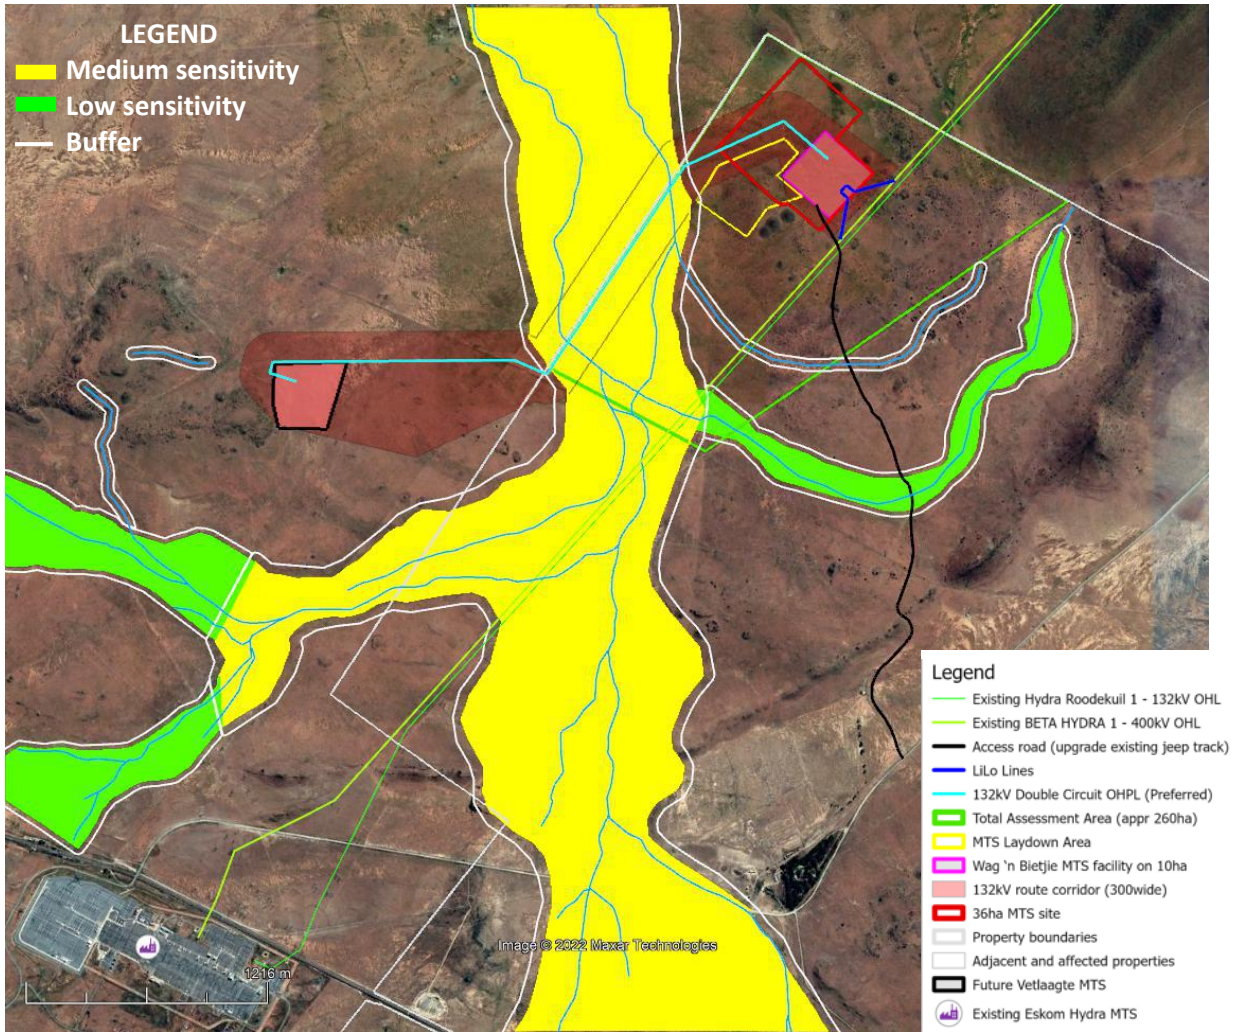 LEGEND
Medium sensitivity
Low sensitivity
Buffer
Image © 2022 Maxar Technologies
1216 m
Legend
Existing Hydra Roodekuil 1 - 132kV OHL
Existing BETA HYDRA 1 - 400kV OHL
Access road (upgrade existing jeep track)
LiLo Lines
132kV Double Circuit OHPL (Preferred)
Total Assessment Area (appr 260ha)
MTS Laydown Area
Wag 'n Bietjie MTS facility on 10ha
132kV route corridor (300wide)
36ha MTS site
Property boundaries
Adjacent and affected properties
Future Vetlaagte MTS
Existing Eskom Hydra MTS